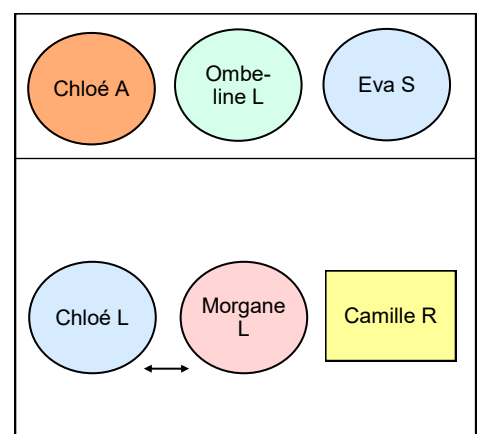 Chloé A
Ombe-
line L
Eva S
Chloé L
Morgane
L
Camille R